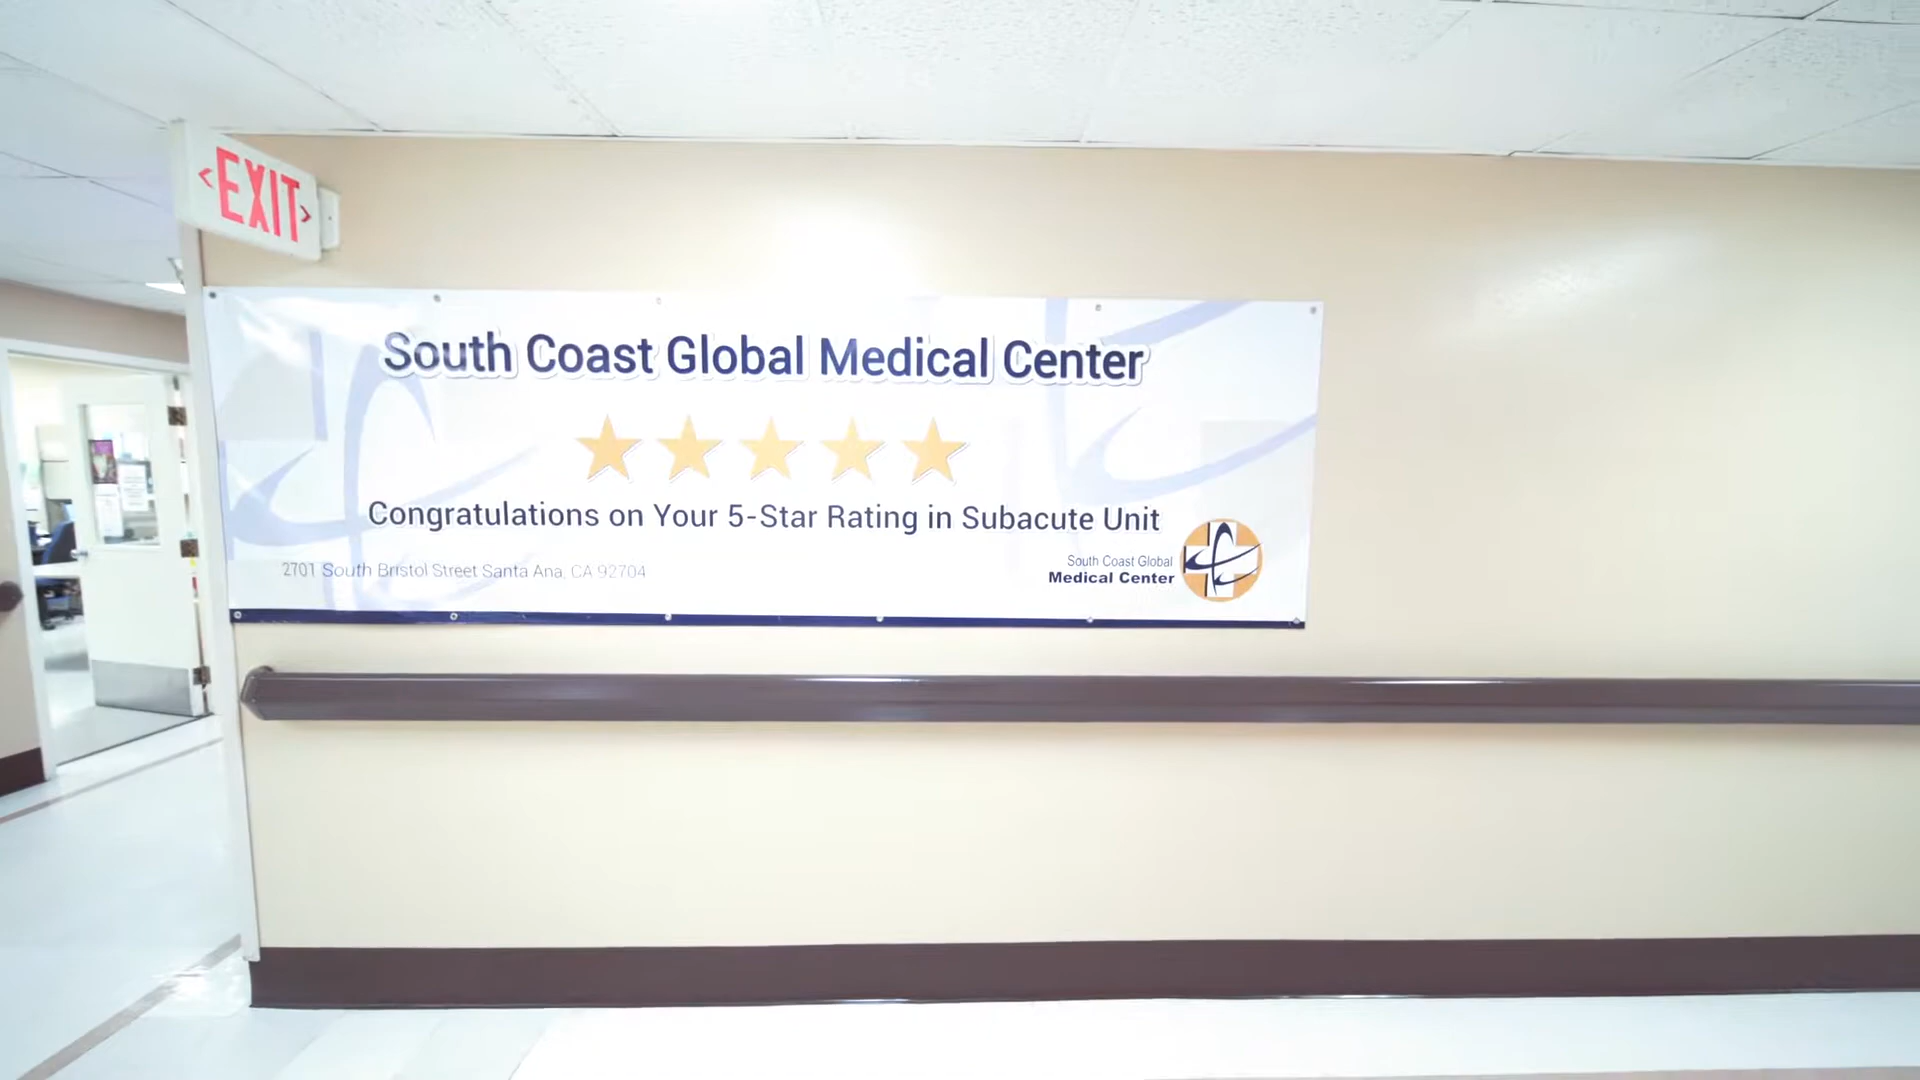 <EXIT>
South Coast Global Medical Center
Congratulations on Your 5-Star Rating in Subacute Unit
2701 South Bristol Street Santa Ana, CA 92704
South Coast Global
Medical Center